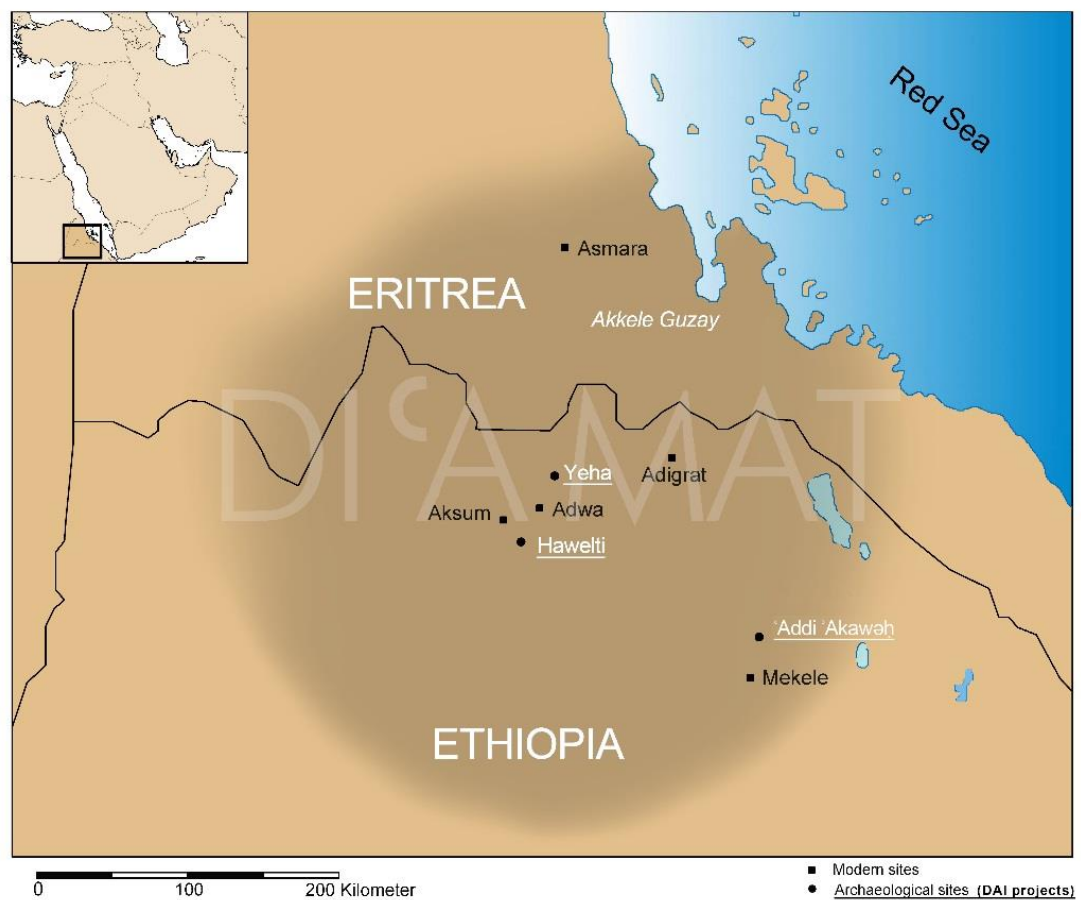 Red Sea
Asmara
ERITREA
Akkele Guzay
DIʿAMAT
Yeha
Adigrat
Aksum
Adwa
Hawelti
ʿAddi ʾAkawəḥ
Mekele
ETHIOPIA
0 100 200 Kilometer
Modern sites
Archaeological sites (DAI projects)